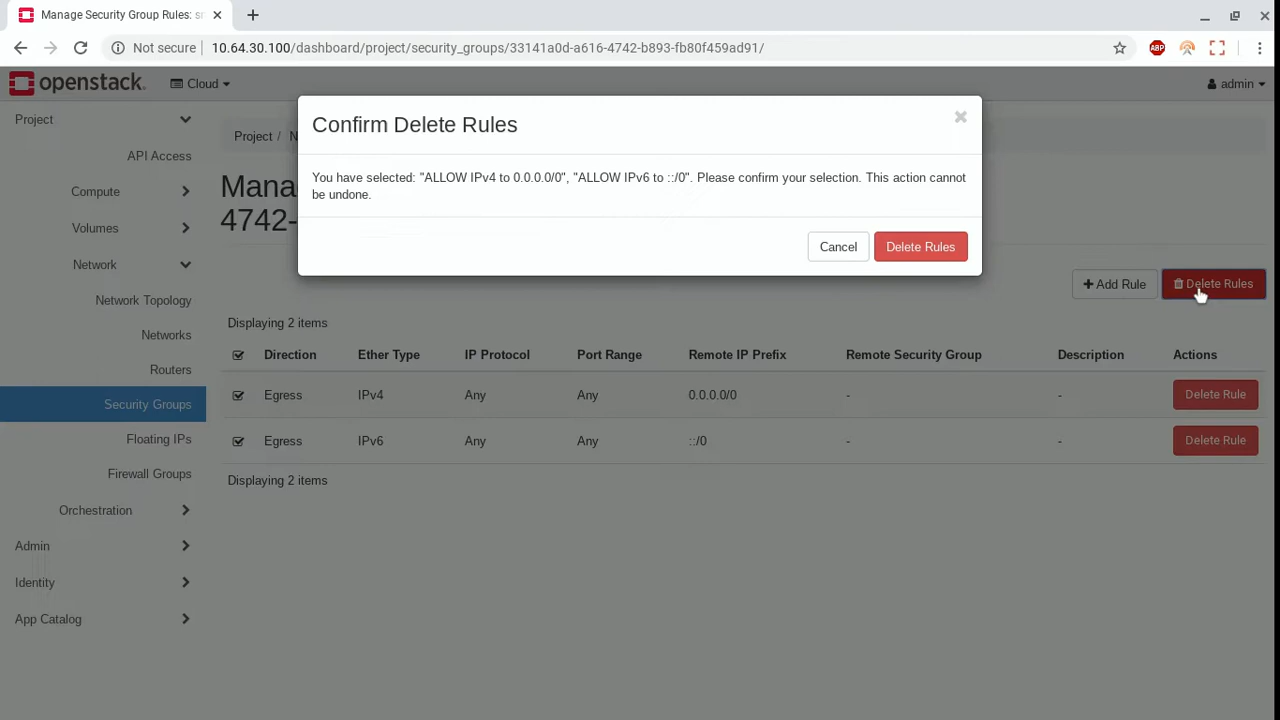 Manage Security Group Rules: s
Not secure 10.64.30.100/dashboard/project/security_groups/33141a0d-a616-4742-b893-fb80f459ad91/
ABP
openstack. Cloud admin
Project
API Access
Compute
Volumes
Network
Network Topology
Networks
Routers
Security Groups
Floating IPs
Firewall Groups
Orchestration
Admin
Identity
App Catalog
Project / N
Mana
4742-
Confirm Delete Rules
You have selected: "ALLOW IPv4 to 0.0.0.0/0", "ALLOW IPv6 to ::/0". Please confirm your selection. This action cannot
be undone.
Cancel Delete Rules
Add Rule Delete Rules
Displaying 2 items
Direction Ether Type IP Protocol Port Range Remote IP Prefix Remote Security Group Description Actions
Egress IPv4 Any Any 0.0.0.0/0 - - Delete Rule
Egress IPv6 Any Any ::/0 - - Delete Rule
Displaying 2 items